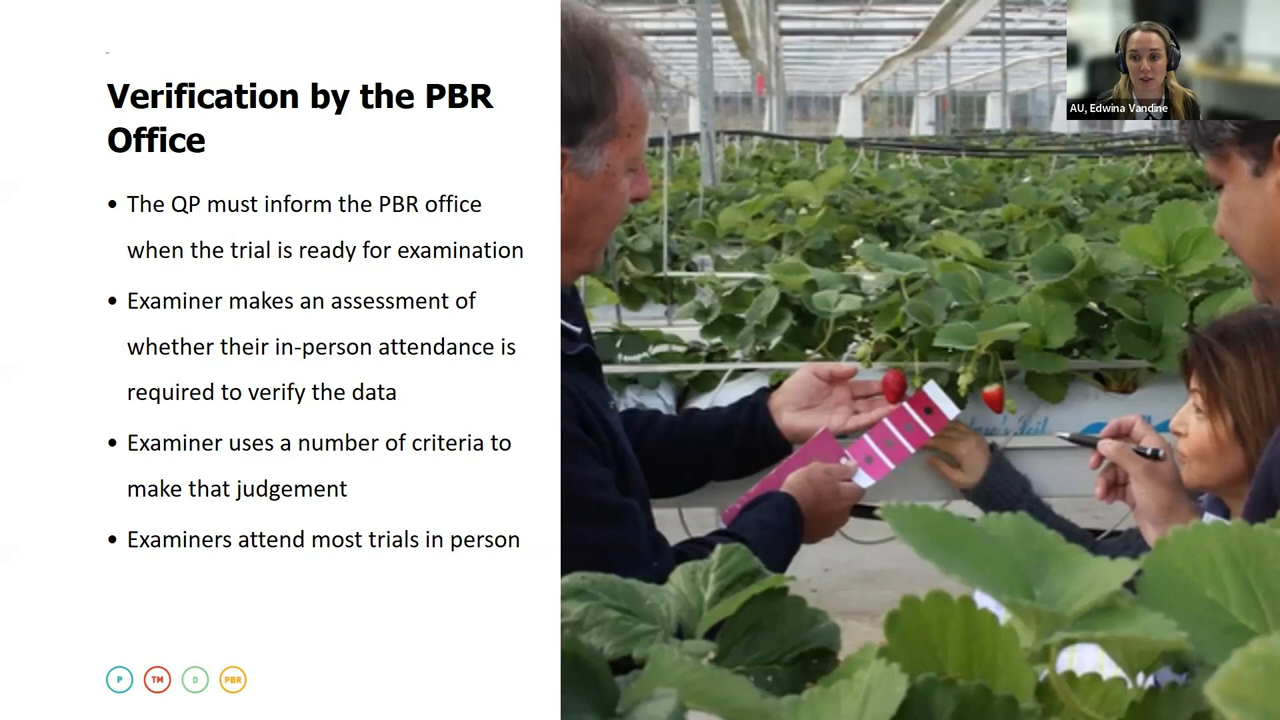 Verification by the PBR
Office
• The QP must inform the PBR office
when the trial is ready for examination
• Examiner makes an assessment of
whether their in-person attendance is
required to verify the data
• Examiner uses a number of criteria to
make that judgement
• Examiners attend most trials in person
P TM D PBR
AU, Edwina Vandine